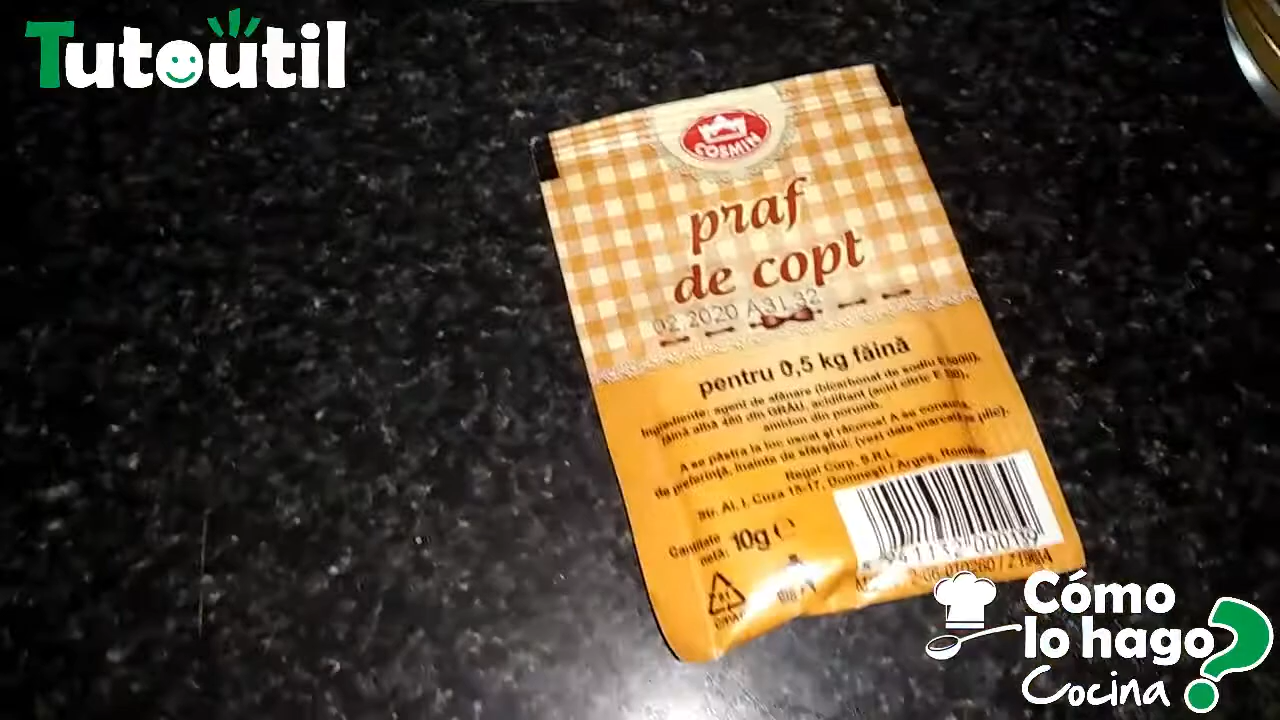 Tutoútil
COSMIN
praf
de copt
02.2020 A31.32
pentru 0,5 kg făină
Ingrediente: agent de afânare (bicarbonat de sodiu E500ii),
făină albă 480 din GRÂU, acidifiant (acid citric
amidon din porumb.
A se păstra la loc uscat și răcoros! A se consuma,
de preferință, înainte de sfârșitul: (vezi data marcată pe plic).
Regal Corp. S.R.L.
Str. Al. I. Cuza 15-17, Domnești / Argeș, România
Cantitate
netă: 10g e
Cómo
lo hago
Cocina ?